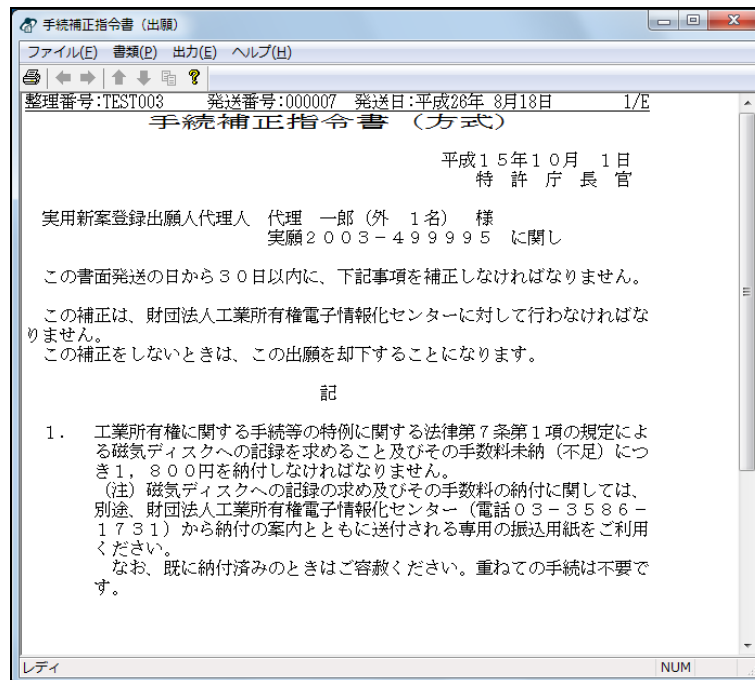 手続補正指令書（出願）
ファイル(F) 書類(P) 出力(E) ヘルプ(H)
整理番号:TEST003 発送番号:000007 発送日:平成26年 8月18日 1/E
手続補正指令書（方式）
平成１５年１０月 １日
特 許 庁 長 官
実用新案登録出願人代理人 代理 一郎（外 １名） 様
実願２００３－４９９９９５ に関し
この書面発送の日から３０日以内に、下記事項を補正しなければなりません。
この補正は、財団法人工業所有権電子情報化センターに対して行わなければな
りません。
この補正をしないときは、この出願を却下することになります。
記
１． 工業所有権に関する手続等の特例に関する法律第７条第１項の規定によ
る磁気ディスクへの記録を求めること及びその手数料未納（不足）につ
き１，８００円を納付しなければなりません。
（注）磁気ディスクへの記録の求め及びその手数料の納付に関しては、
別途、財団法人工業所有権電子情報化センター（電話０３－３５８６－
１７３１）から納付の案内とともに送付される専用の振込用紙をご利用
ください。
なお、既に納付済みのときはご容赦ください。重ねての手続は不要で
す。
レディ NUM